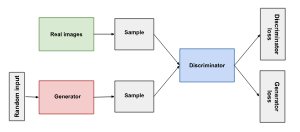 Real Images
Sample
Discriminator
loss
Discriminator
Random input
Generator
Sample
Generator
loss